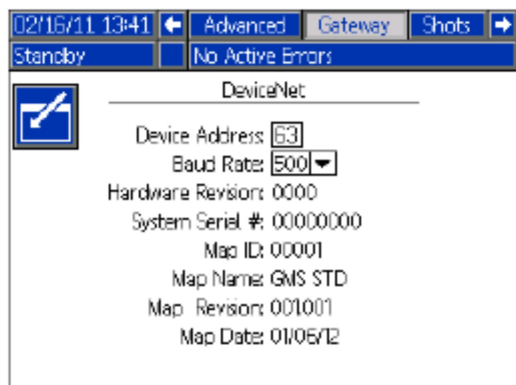 02/16/11 13:41 Advanced Gateway Shots
Standby No Active Errors
DeviceNet
Device Address: 63
Baud Rate: 500
Hardware Revision: 0000
System Serial #: 00000000
Map ID: 00001
Map Name: GMS STD
Map Revision: 001001
Map Date: 01/06/12